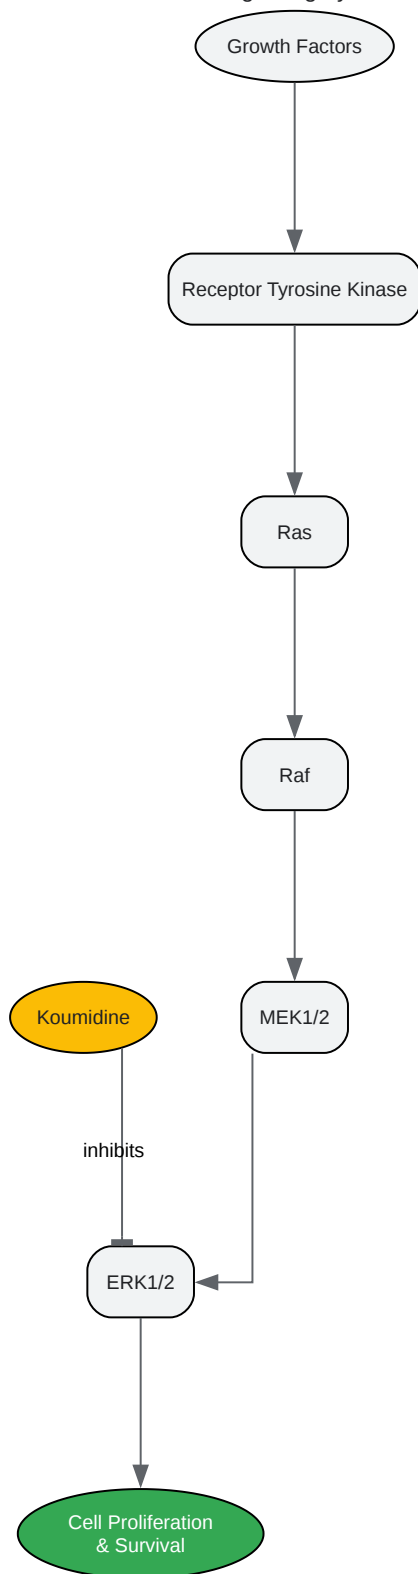 Growth Factors
Receptor Tyrosine Kinase
Ras
Raf
Koumidine
MEK1/2
inhibits
ERK1/2
Cell Proliferation
& Survival